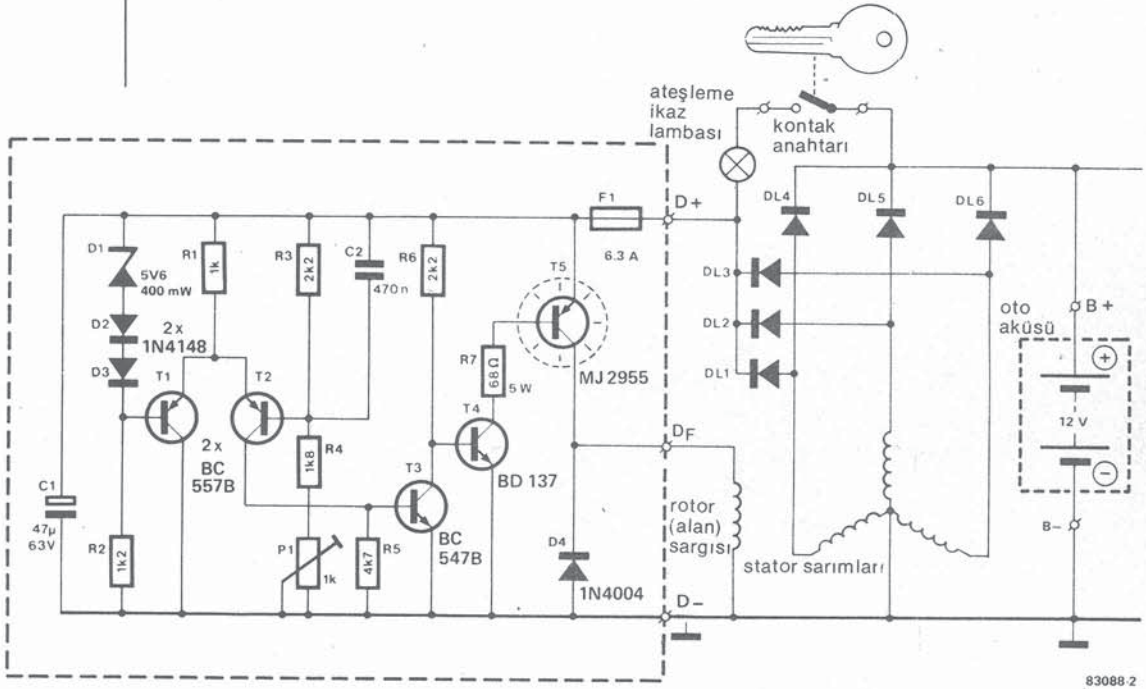 ateşleme
ikaz
lambası
kontak
anahtarı
F1
6.3 A
D+
DL4
DL5
DL6
DL3
DL2
DL1
D1
5V6
400 mW
R1
1k
R3
2k2
C2
470n
R6
2k2
T5
MJ 2955
D2
2x
1N4148
D3
T1
T2
2x
BC
557B
R7
68Ω
5W
T4
BD 137
R4
1k8
T3
BC
547B
DF
oto
aküsü
B+
+
12 V
−
B−
C1
47µ
63V
R2
1k2
P1
1k
R5
4k7
D4
1N4004
rotor
(alan)
sargısı
stator sarımları
D−
83088-2